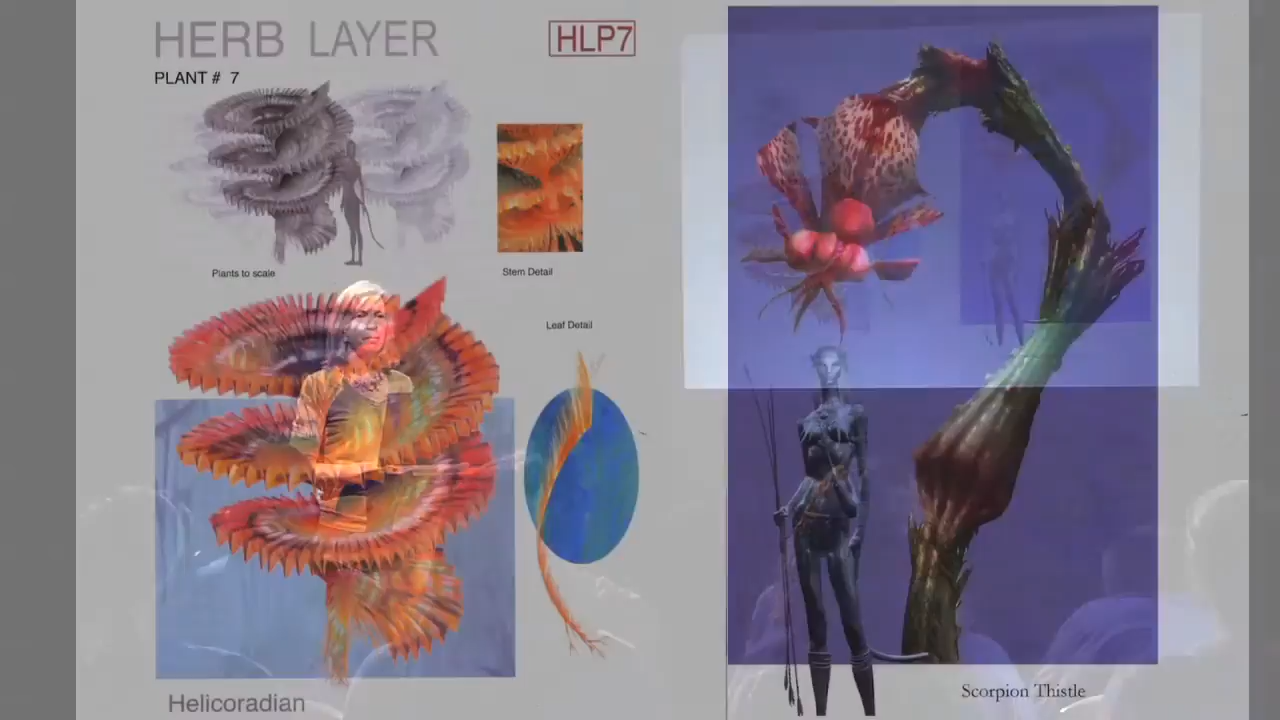 HERB LAYER
HLP7
PLANT # 7
Plants to scale
Stem Detail
Leaf Detail
Helicoradian
Scorpion Thistle